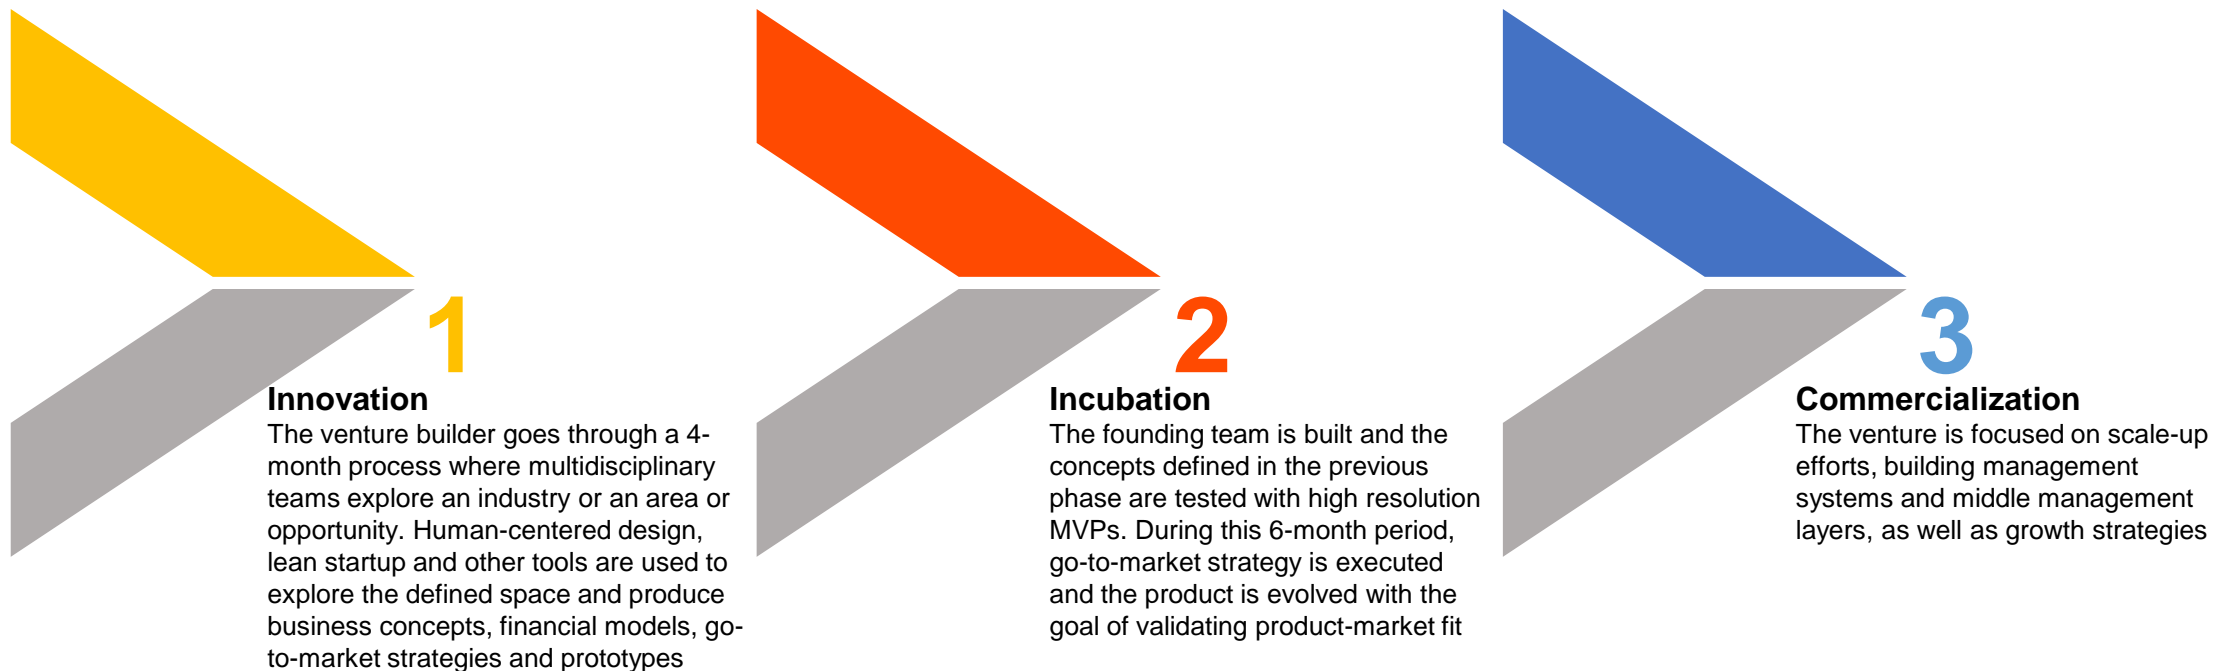 1
Innovation
The venture builder goes through a 4-
month process where multidisciplinary
teams explore an industry or an area or
opportunity. Human-centered design,
lean startup and other tools are used to
explore the defined space and produce
business concepts, financial models, go-
to-market strategies and prototypes
2
Incubation
The founding team is built and the
concepts defined in the previous
phase are tested with high resolution
MVPs. During this 6-month period,
go-to-market strategy is executed
and the product is evolved with the
goal of validating product-market fit
3
Commercialization
The venture is focused on scale-up
efforts, building management
systems and middle management
layers, as well as growth strategies